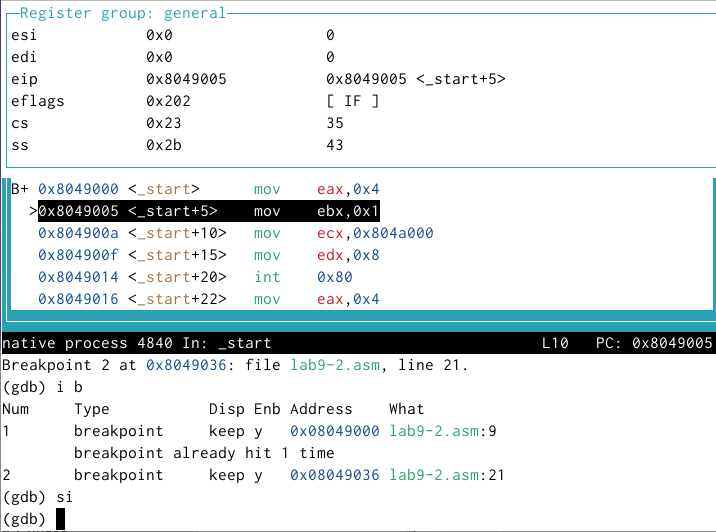 Register group: general
esi 0x0 0
edi 0x0 0
eip 0x8049005 0x8049005 <_start+5>
eflags 0x202 [ IF ]
cs 0x23 35
ss 0x2b 43
B+ 0x8049000 <_start> mov eax,0x4
>0x8049005 <_start+5> mov ebx,0x1
0x804900a <_start+10> mov ecx,0x804a000
0x804900f <_start+15> mov edx,0x8
0x8049014 <_start+20> int 0x80
0x8049016 <_start+22> mov eax,0x4
native process 4840 In: _start L10 PC: 0x8049005
Breakpoint 2 at 0x8049036: file lab9-2.asm, line 21.
(gdb) i b
Num Type Disp Enb Address What
1 breakpoint keep y 0x08049000 lab9-2.asm:9
breakpoint already hit 1 time
2 breakpoint keep y 0x08049036 lab9-2.asm:21
(gdb) si
(gdb)